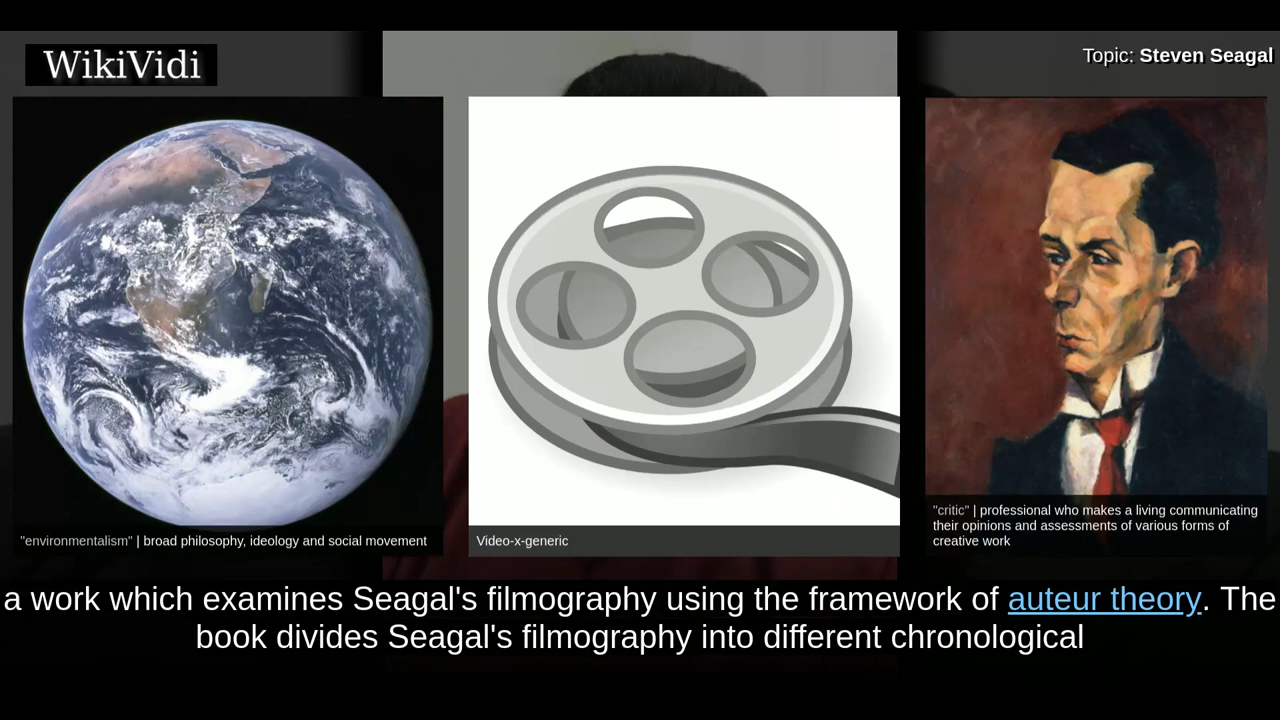 WikiVidi
Topic: Steven Seagal
"environmentalism" | broad philosophy, ideology and social movement
Video-x-generic
"critic" | professional who makes a living communicating
their opinions and assessments of various forms of
creative work
a work which examines Seagal's filmography using the framework of auteur theory. The
book divides Seagal's filmography into different chronological